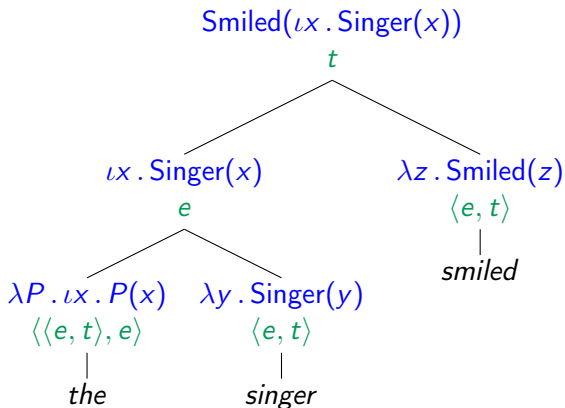 Smiled(ιx . Singer(x))
t
ιx . Singer(x) λz . Smiled(z)
e ⟨e, t⟩
smiled
λP . ιx . P(x) λy . Singer(y)
⟨⟨e, t⟩, e⟩ ⟨e, t⟩
the singer